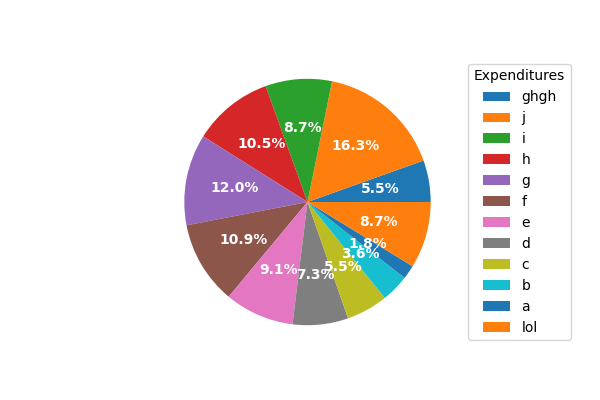 Expenditures
ghgh
j
i
h
g
f
e
d
c
b
a
lol
8.7%
16.3%
10.5%
5.5%
12.0%
8.7%
10.9%
1.8%
3.6%
5.5%
9.1%
7.3%